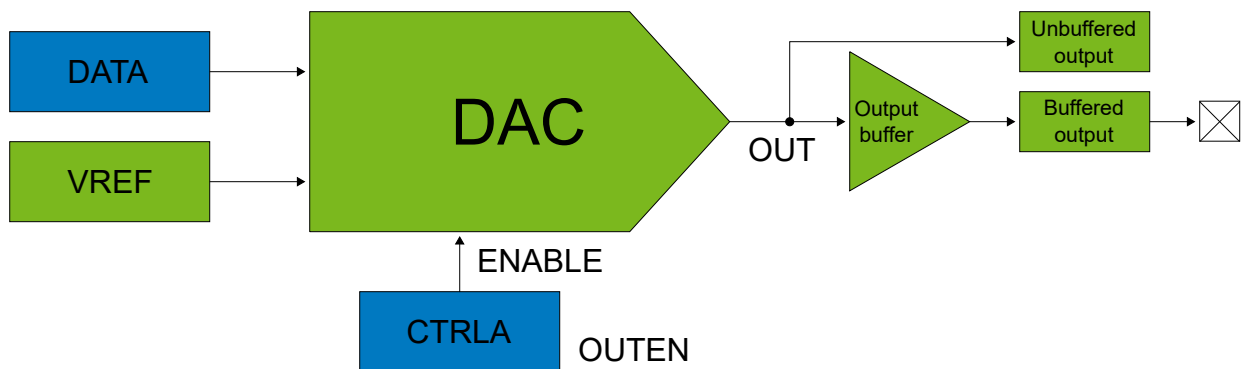 DATA
VREF
DAC
ENABLE
CTRLA
OUTEN
OUT
Output
buffer
Unbuffered
output
Buffered
output